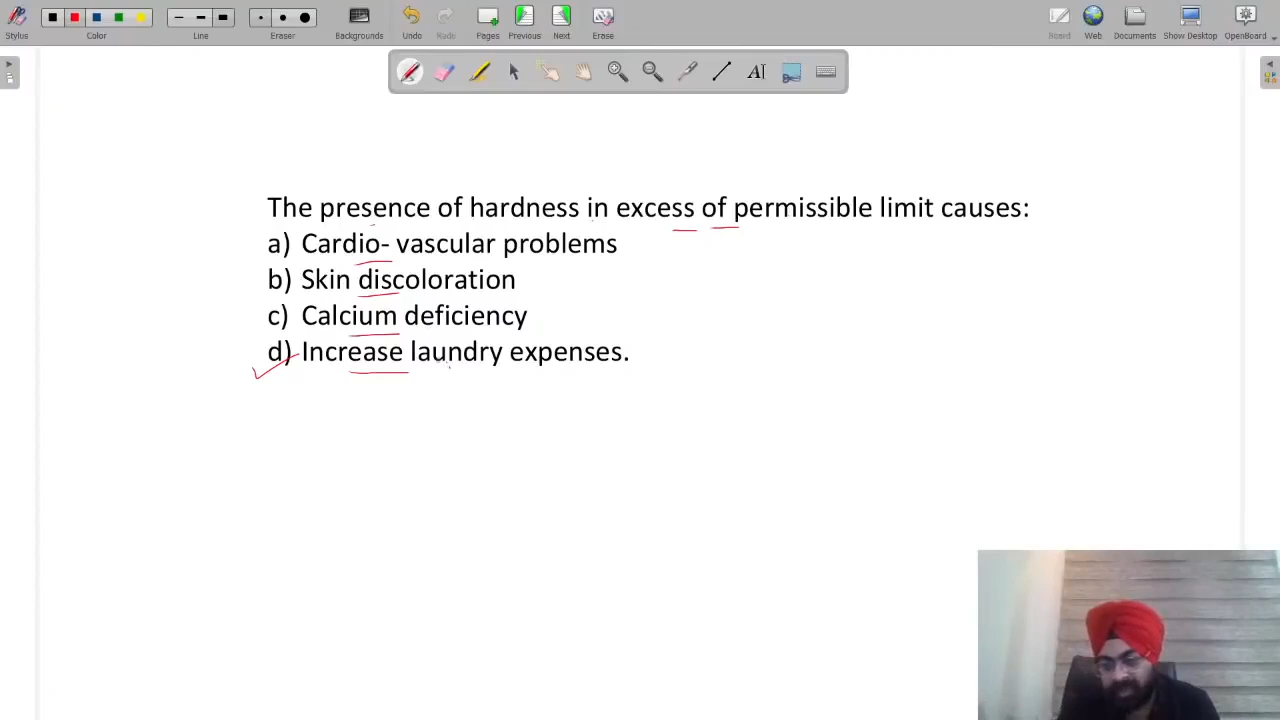 Stylus
Color
Line
Eraser
Backgrounds
Undo
Redo
Pages
Previous
Next
Erase
Board
Web
Documents
Show Desktop
OpenBoard
The presence of hardness in excess of permissible limit causes:
a) Cardio- vascular problems
b) Skin discoloration
c) Calcium deficiency
d) Increase laundry expenses.